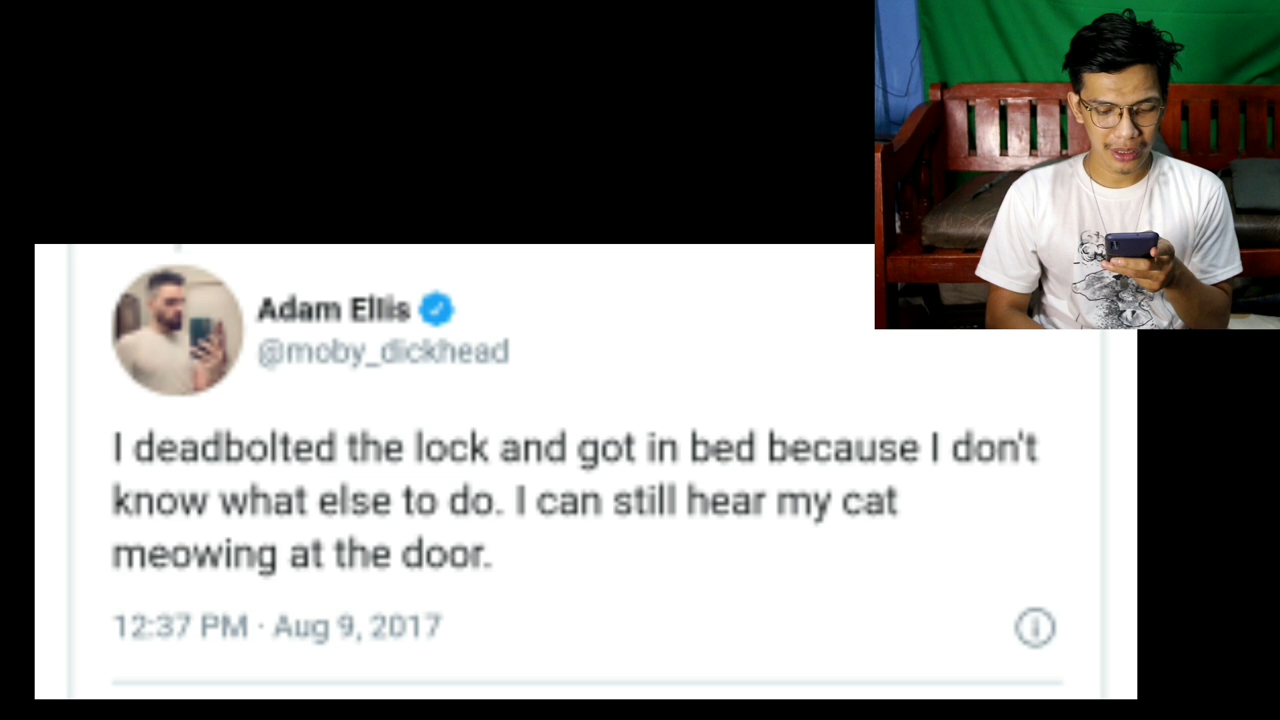 Adam Ellis
@moby_dickhead
I deadbolted the lock and got in bed because I don't
know what else to do. I can still hear my cat
meowing at the door.
12:37 PM · Aug 9, 2017